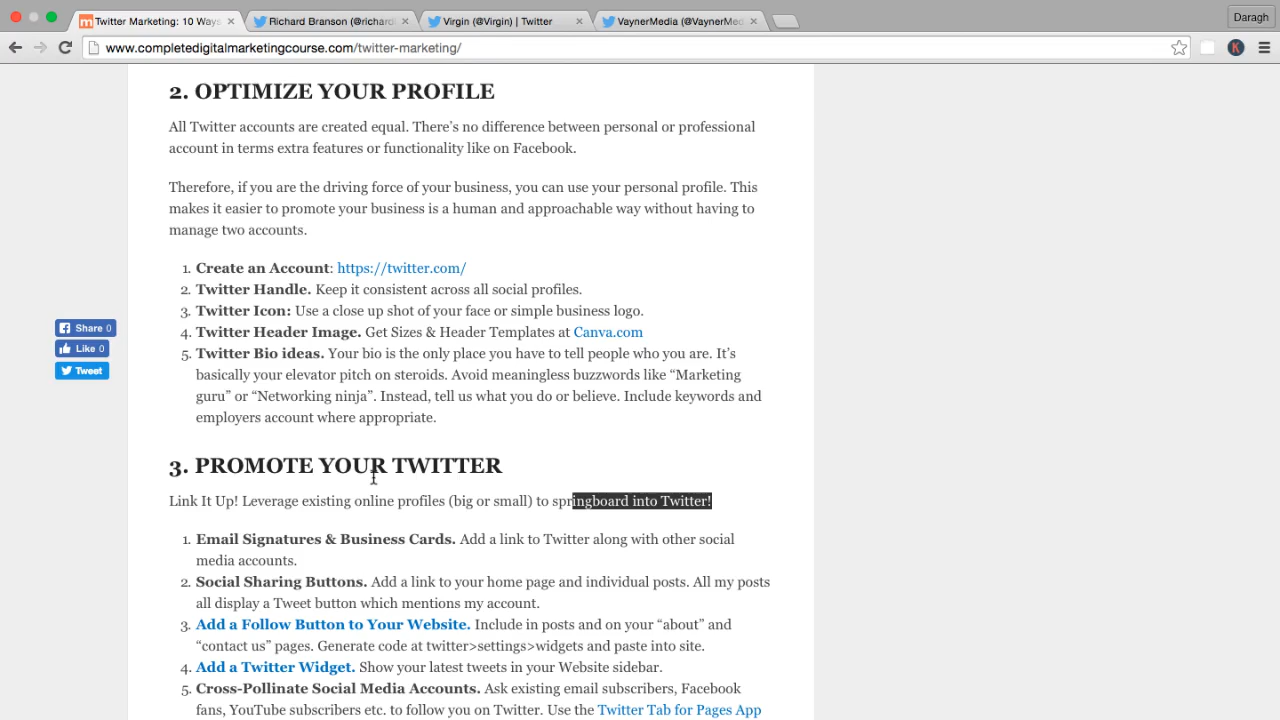 Twitter Marketing: 10 Ways
Richard Branson (@richard
Virgin (@Virgin) | Twitter
VaynerMedia (@VaynerMed
Daragh
www.completedigitalmarketingcourse.com/twitter-marketing/
2. OPTIMIZE YOUR PROFILE
All Twitter accounts are created equal. There’s no difference between personal or professional
account in terms extra features or functionality like on Facebook.
Therefore, if you are the driving force of your business, you can use your personal profile. This
makes it easier to promote your business is a human and approachable way without having to
manage two accounts.
1. Create an Account: https://twitter.com/
2. Twitter Handle. Keep it consistent across all social profiles.
3. Twitter Icon: Use a close up shot of your face or simple business logo.
4. Twitter Header Image. Get Sizes & Header Templates at Canva.com
5. Twitter Bio ideas. Your bio is the only place you have to tell people who you are. It’s
basically your elevator pitch on steroids. Avoid meaningless buzzwords like “Marketing
guru” or “Networking ninja”. Instead, tell us what you do or believe. Include keywords and
employers account where appropriate.
Share 0
Like 0
Tweet
3. PROMOTE YOUR TWITTER
Link It Up! Leverage existing online profiles (big or small) to springboard into Twitter!
1. Email Signatures & Business Cards. Add a link to Twitter along with other social
media accounts.
2. Social Sharing Buttons. Add a link to your home page and individual posts. All my posts
all display a Tweet button which mentions my account.
3. Add a Follow Button to Your Website. Include in posts and on your “about” and
“contact us” pages. Generate code at twitter>settings>widgets and paste into site.
4. Add a Twitter Widget. Show your latest tweets in your Website sidebar.
5. Cross-Pollinate Social Media Accounts. Ask existing email subscribers, Facebook
fans, YouTube subscribers etc. to follow you on Twitter. Use the Twitter Tab for Pages App